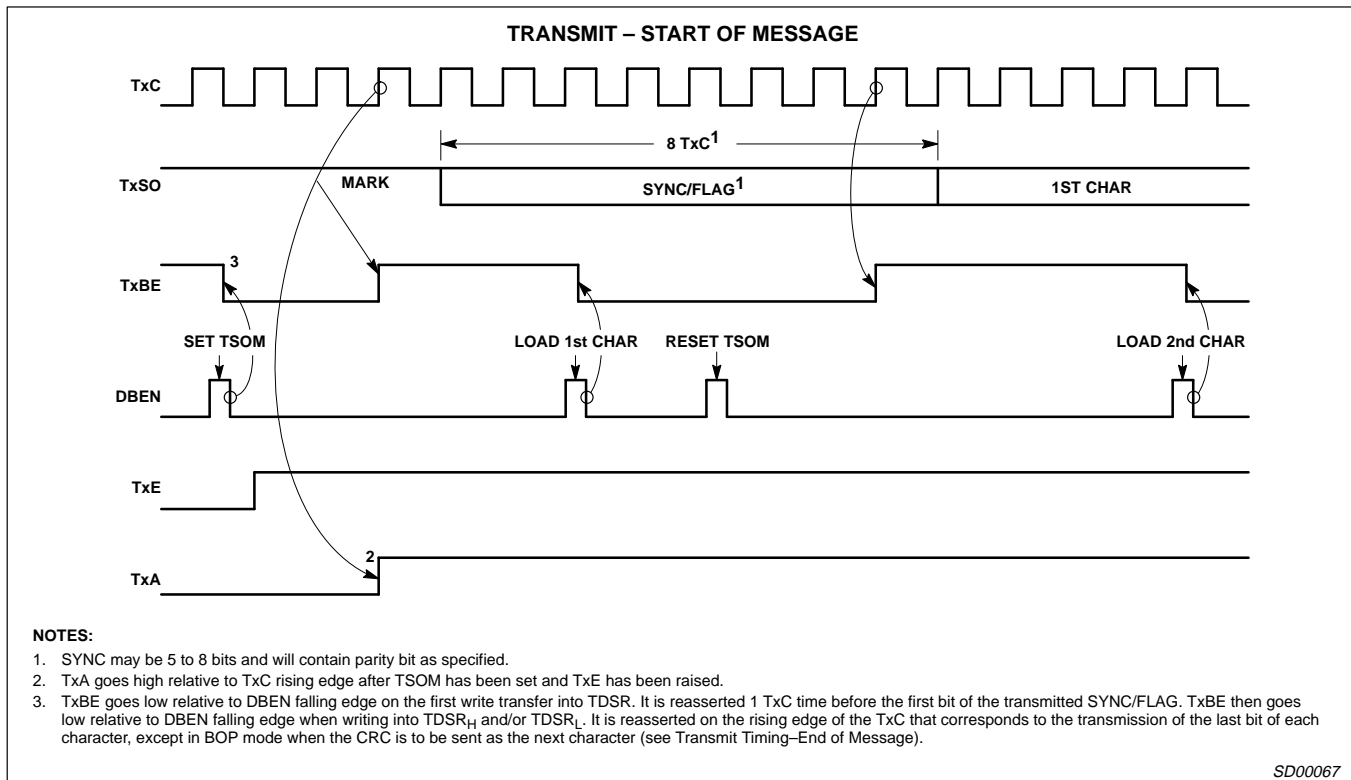 TRANSMIT – START OF MESSAGE
TxC
8 TxC1
TxSO
MARK
SYNC/FLAG1
1ST CHAR
3
TxBE
SET TSOM
LOAD 1st CHAR
RESET TSOM
LOAD 2nd CHAR
DBEN
TxE
2
TxA
NOTES:
1. SYNC may be 5 to 8 bits and will contain parity bit as specified.
2. TxA goes high relative to TxC rising edge after TSOM has been set and TxE has been raised.
3. TxBE goes low relative to DBEN falling edge on the first write transfer into TDSR. It is reasserted 1 TxC time before the first bit of the transmitted SYNC/FLAG. TxBE then goes
low relative to DBEN falling edge when writing into TDSRH and/or TDSRL. It is reasserted on the rising edge of the TxC that corresponds to the transmission of the last bit of each
character, except in BOP mode when the CRC is to be sent as the next character (see Transmit Timing–End of Message).
SD00067